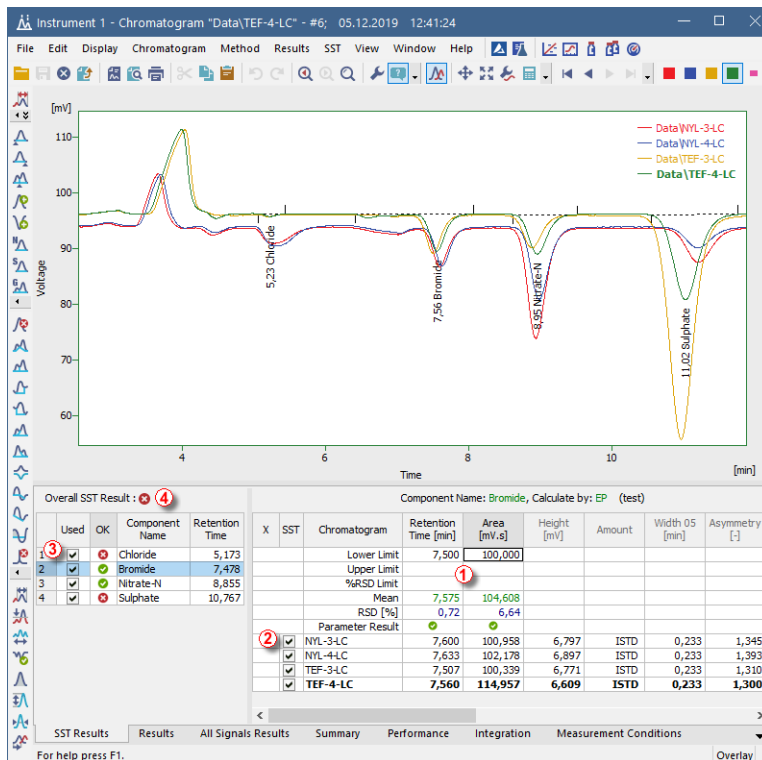 Instrument 1 - Chromatogram "Data\TEF-4-LC" - #6; 05.12.2019 12:41:24
File Edit Display Chromatogram Method Results SST View Window Help
[mV]
110
100
90
80
70
60
Voltage
Data\NYL-3-LC
Data\NYL-4-LC
Data\TEF-3-LC
Data\TEF-4-LC
5,23 Chloride
7,56 Bromide
8,95 Nitrate-N
11,02 Sulphate
4 6 8 10
Time [min]
Overall SST Result : 4
Used OK Component Name Retention Time
3
1 Chloride 5,173
2 Bromide 7,478
3 Nitrate-N 8,855
4 Sulphate 10,767
Component Name: Bromide, Calculate by: EP (test)
X SST Chromatogram Retention Time [min] Area [mV.s] Height [mV] Amount Width 05 [min] Asymmetry [-]
Lower Limit 7,500 100,000
Upper Limit
1
%RSD Limit
Mean 7,575 104,608
RSD [%] 0,72 6,64
Parameter Result
2
NYL-3-LC 7,600 100,958 6,797 ISTD 0,233 1,345
NYL-4-LC 7,633 102,178 6,897 ISTD 0,233 1,393
TEF-3-LC 7,507 100,339 6,771 ISTD 0,233 1,310
TEF-4-LC 7,560 114,957 6,609 ISTD 0,233 1,300
SST Results Results All Signals Results Summary Performance Integration Measurement Conditions
For help press F1. Overlay